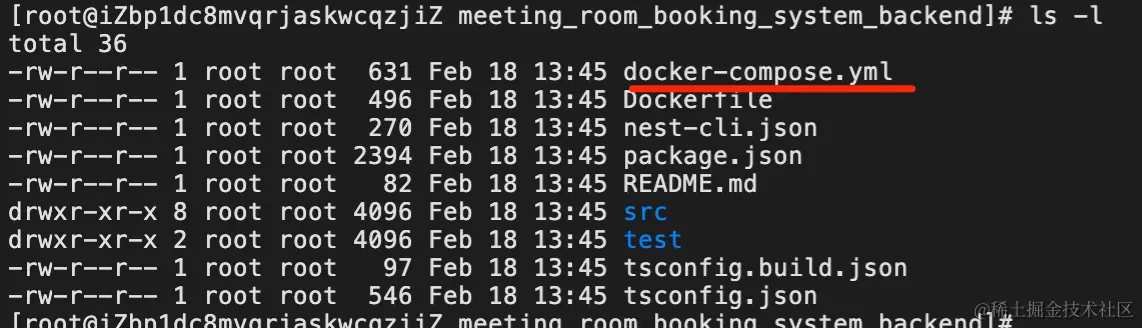 [root@iZbp1dc8mvqrjaskwcqzjiZ meeting_room_booking_system_backend]# ls -l
total 36
-rw-r--r-- 1 root root  631 Feb 18 13:45 docker-compose.yml
-rw-r--r-- 1 root root  496 Feb 18 13:45 Dockerfile
-rw-r--r-- 1 root root  270 Feb 18 13:45 nest-cli.json
-rw-r--r-- 1 root root 2394 Feb 18 13:45 package.json
-rw-r--r-- 1 root root   82 Feb 18 13:45 README.md
drwxr-xr-x 8 root root 4096 Feb 18 13:45 src
drwxr-xr-x 2 root root 4096 Feb 18 13:45 test
-rw-r--r-- 1 root root   97 Feb 18 13:45 tsconfig.build.json
-rw-r--r-- 1 root root  546 Feb 18 13:45 tsconfig.json
[root@iZbp1dc8mvqrjaskwcqzjiZ meeting_room_booking_system_backend]#
@稀土掘金技术社区